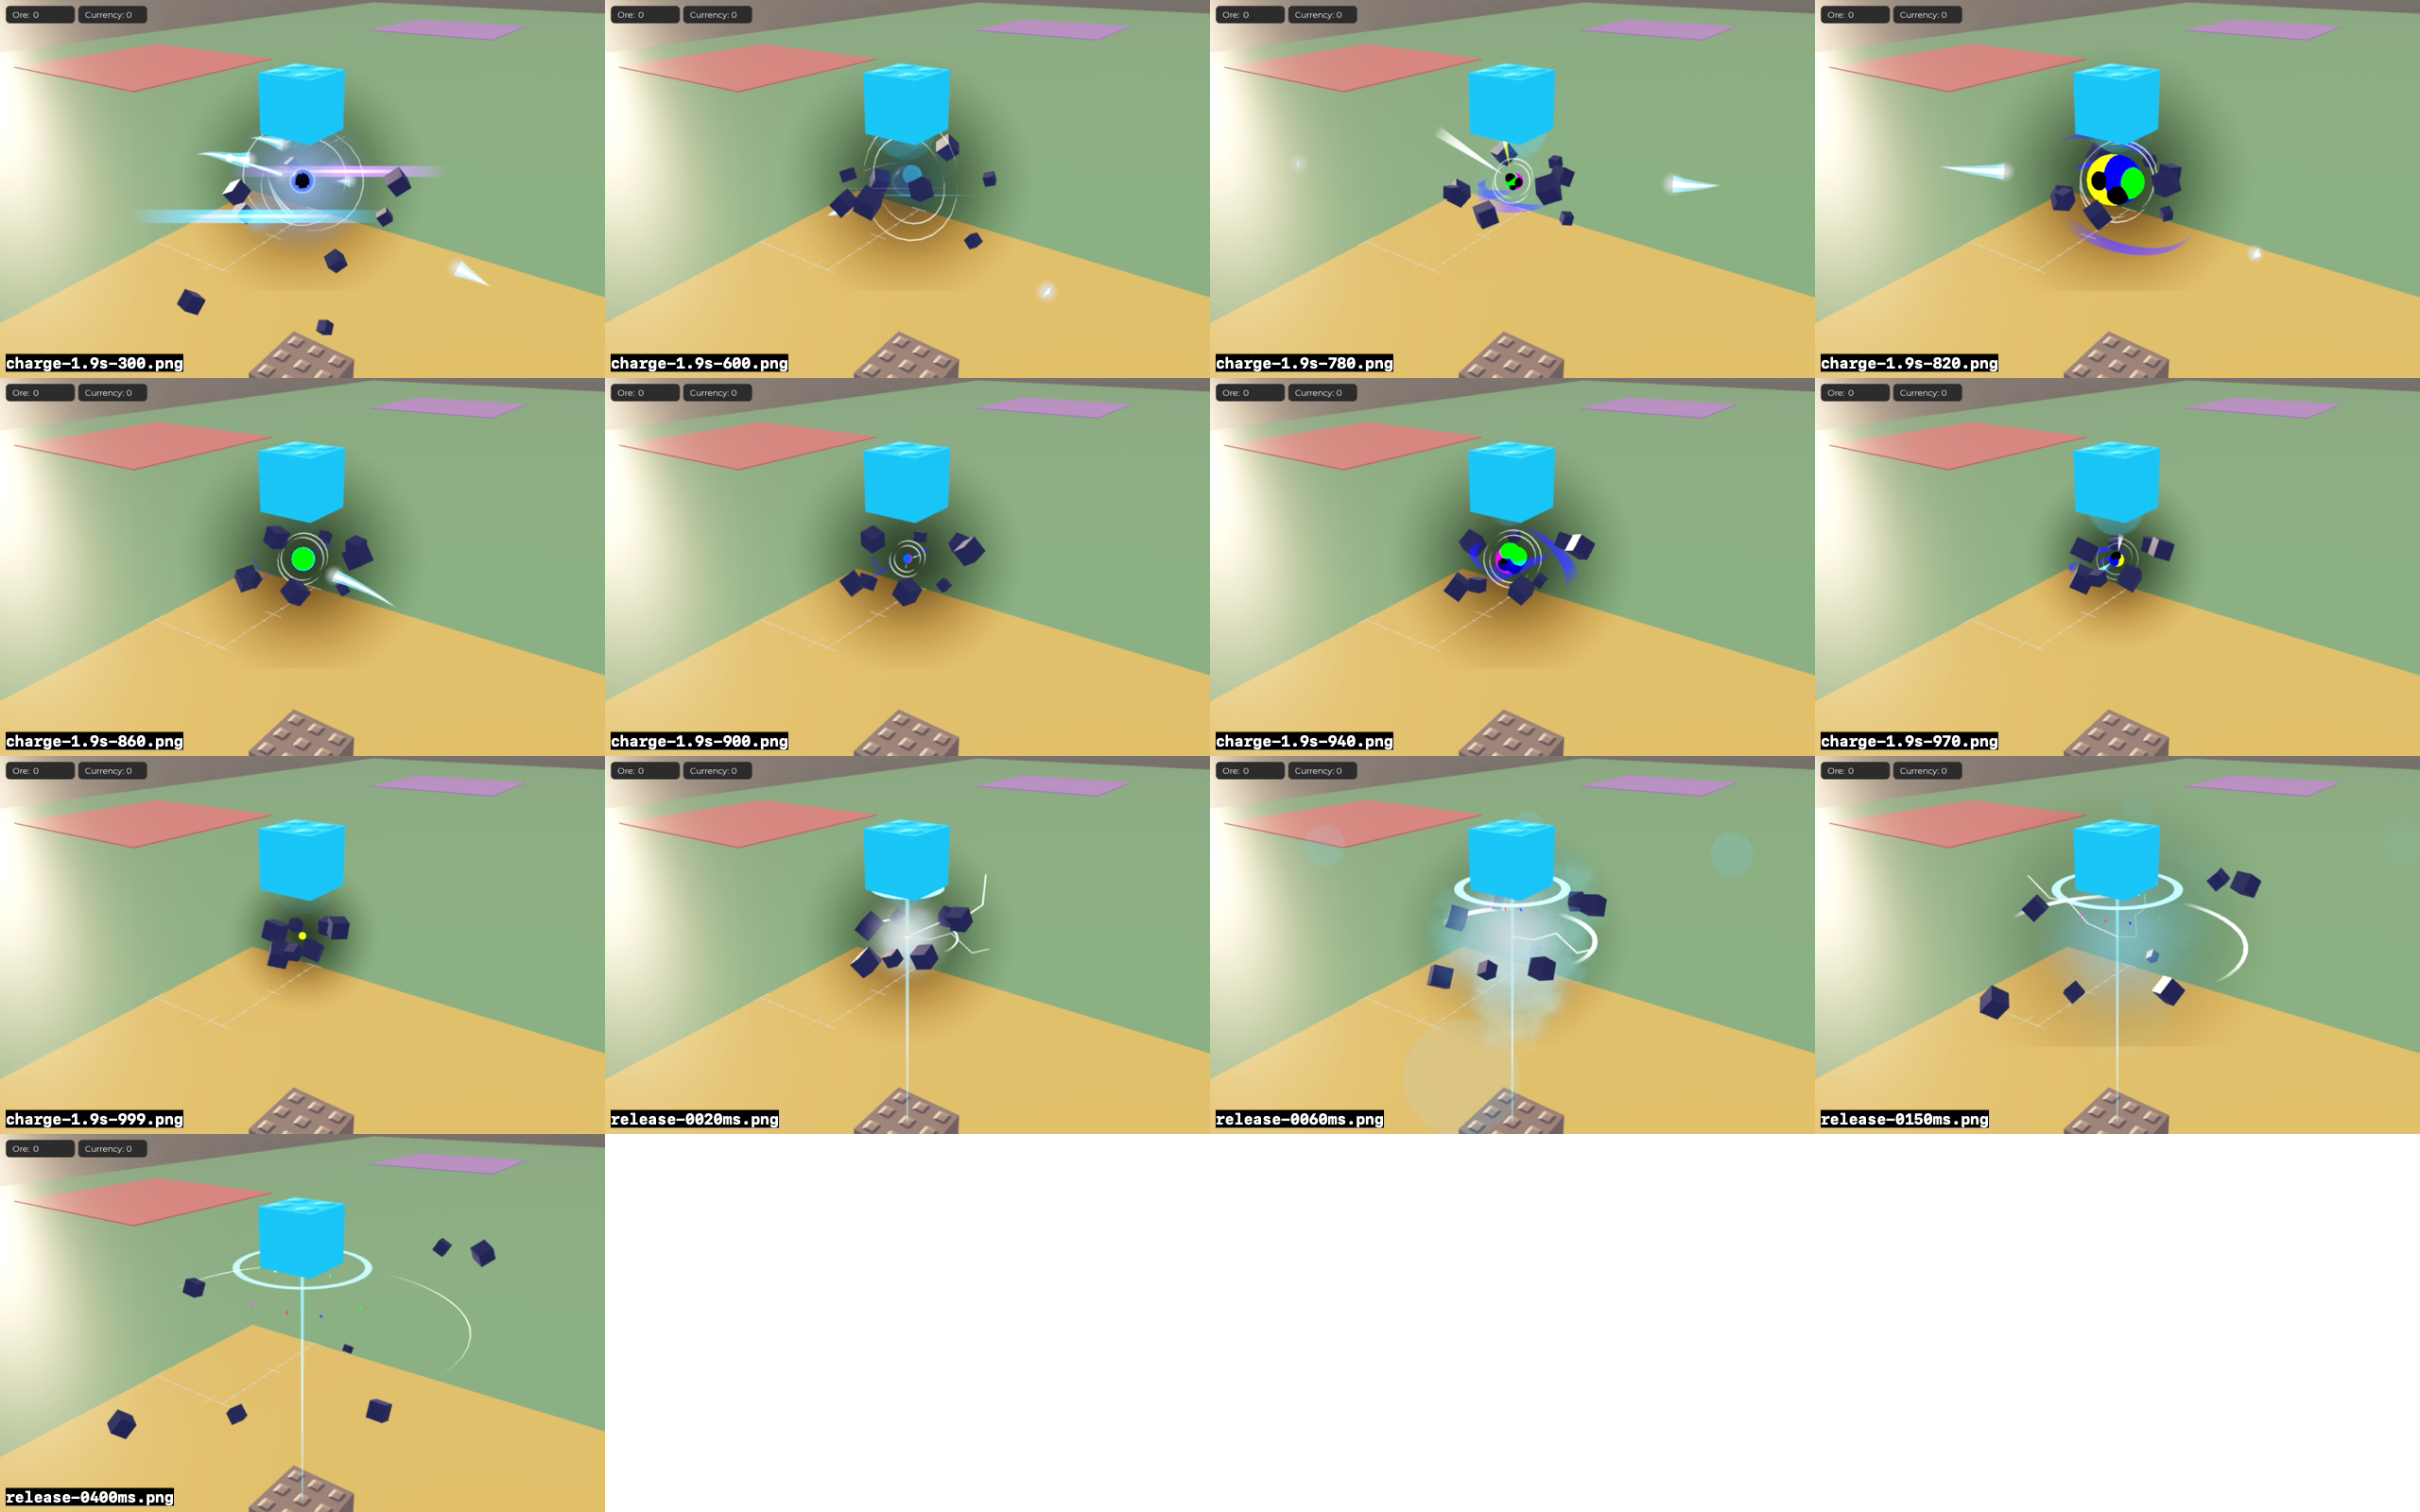 Ore: 0 Currency: 0 Ore: 0 Currency: 0 Ore: 0 Currency: 0 Ore: 0 Currency: 0
charge-1.9s-300.png charge-1.9s-600.png charge-1.9s-780.png charge-1.9s-820.png
Ore: 0 Currency: 0 Ore: 0 Currency: 0 Ore: 0 Currency: 0 Ore: 0 Currency: 0
charge-1.9s-860.png charge-1.9s-900.png charge-1.9s-940.png charge-1.9s-970.png
Ore: 0 Currency: 0 Ore: 0 Currency: 0 Ore: 0 Currency: 0 Ore: 0 Currency: 0
charge-1.9s-999.png release-0020ms.png release-0060ms.png release-0150ms.png
Ore: 0 Currency: 0
release-0400ms.png